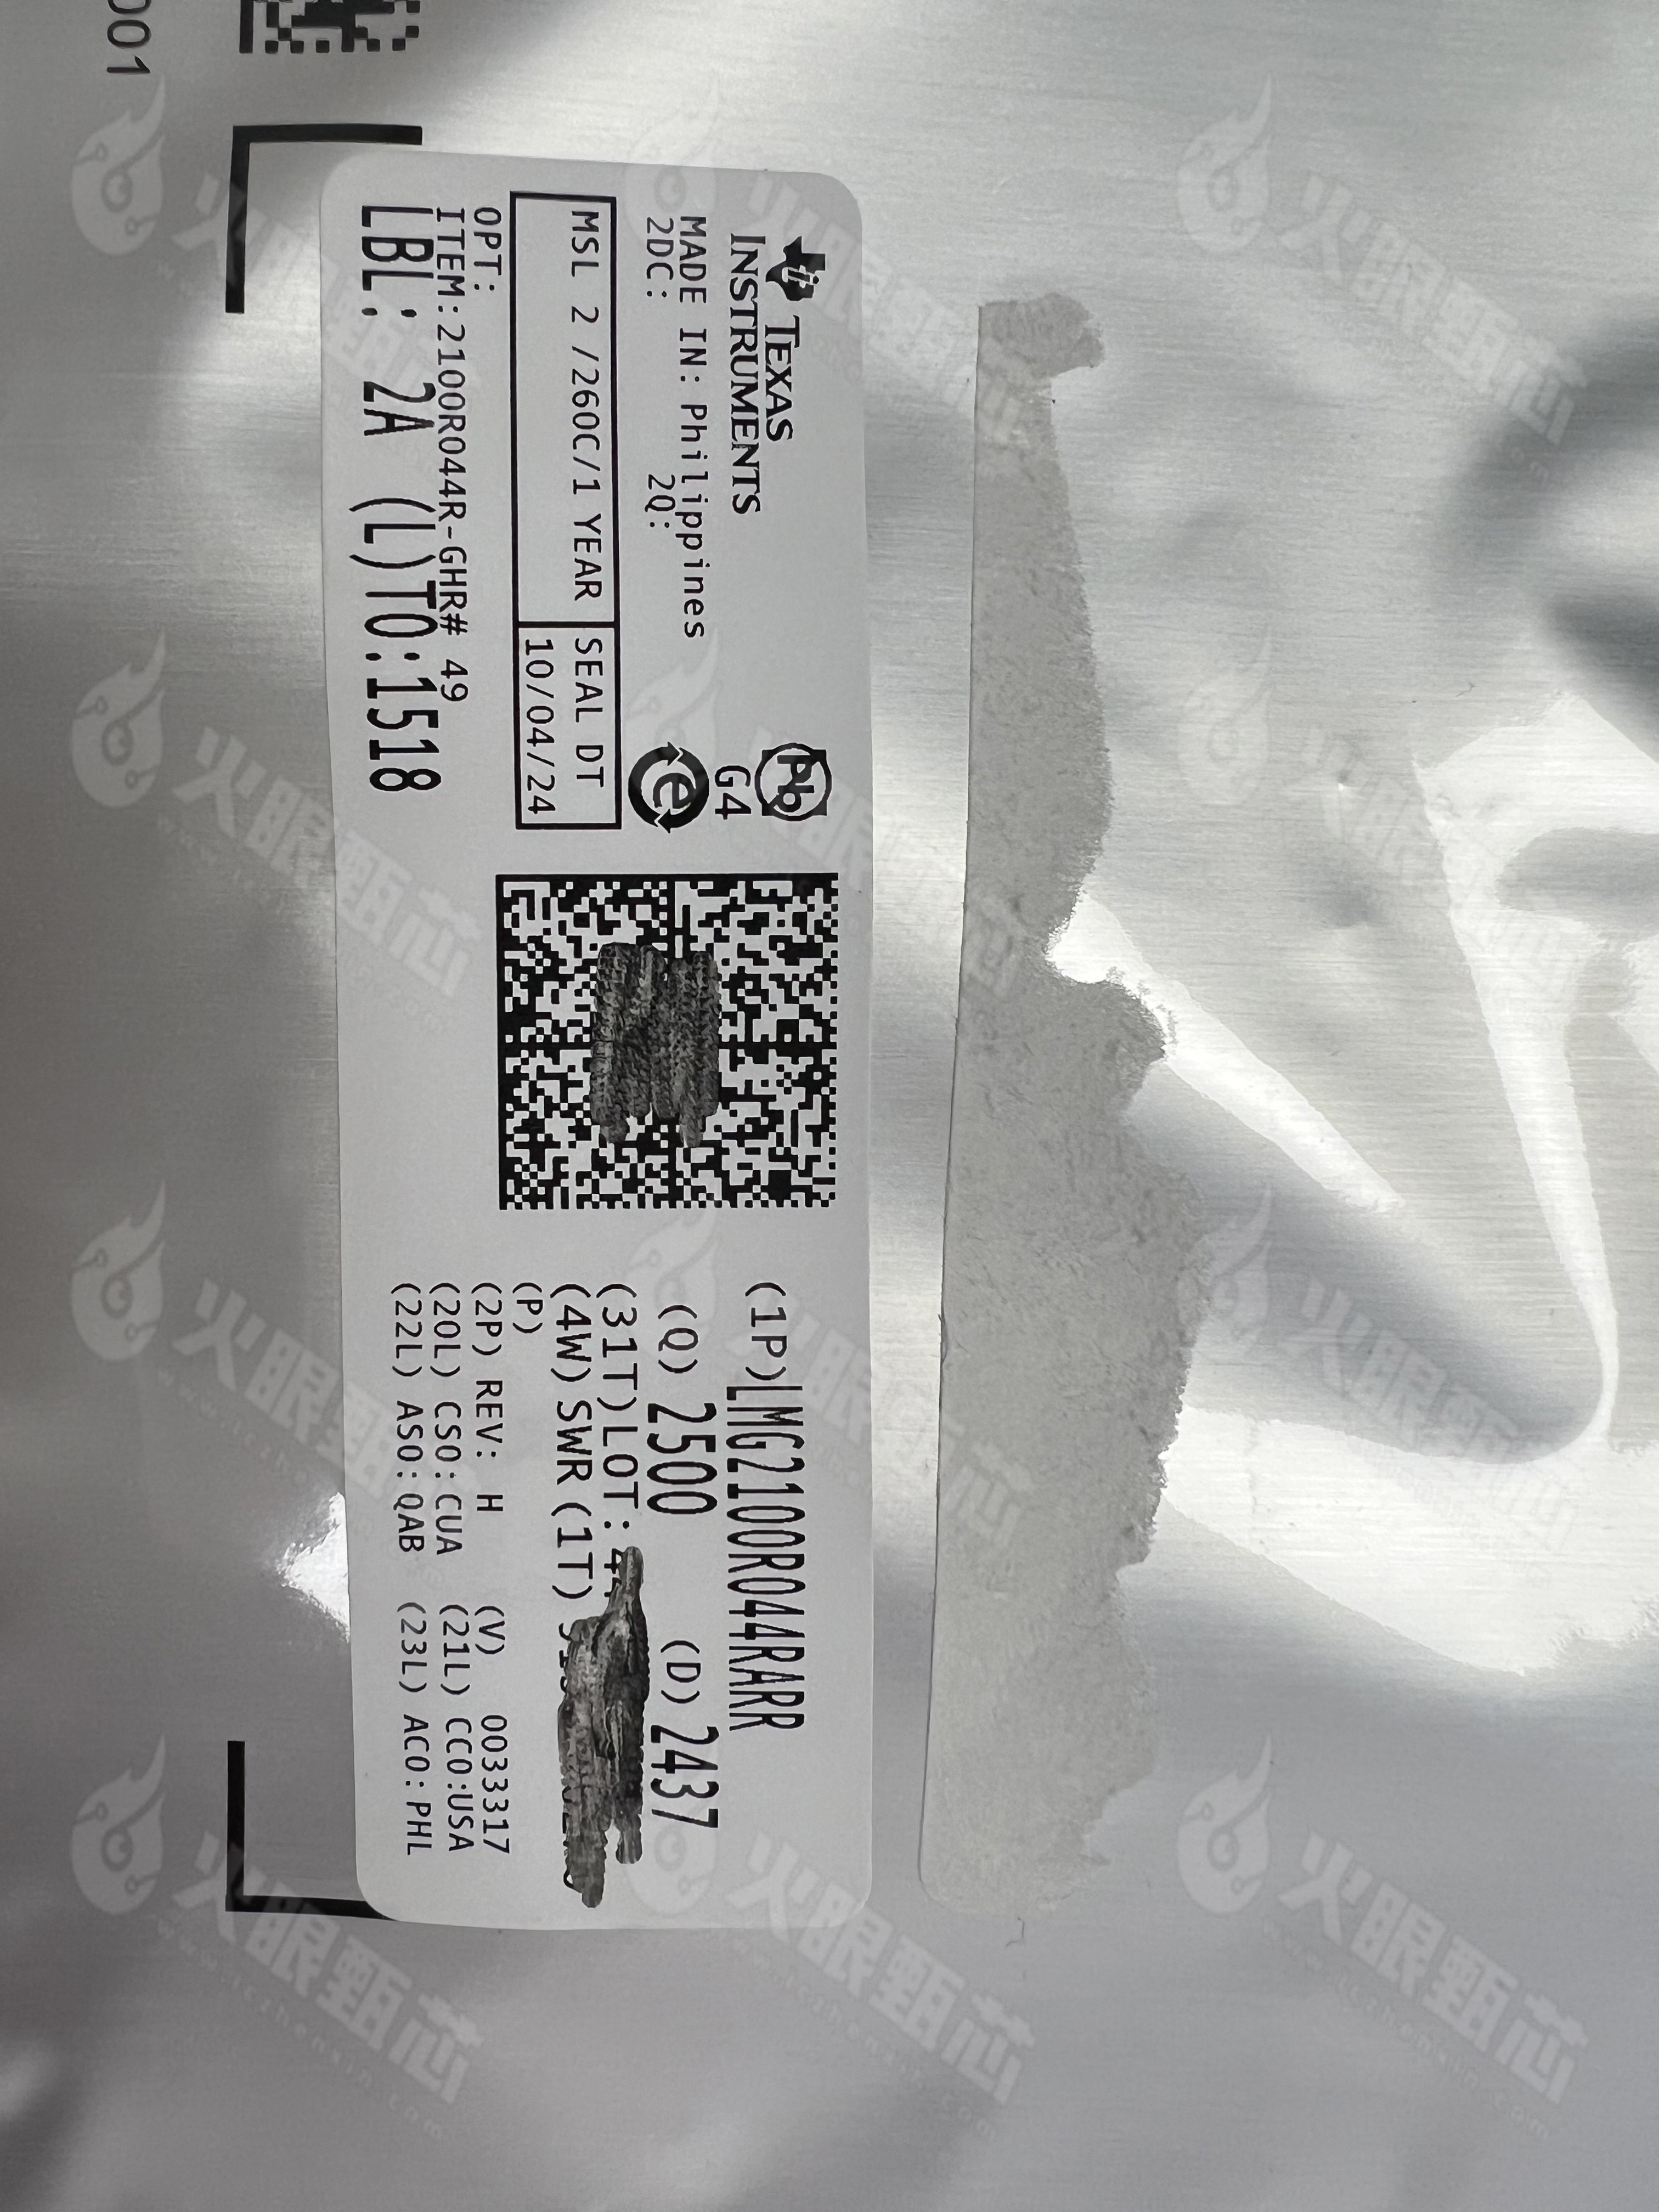 001
TEXAS
INSTRUMENTS
MADE IN: Philippines
2DC: 2Q:
Pb
G4
e
MSL 2 /260C/1 YEAR
SEAL DT
10/04/24
OPT:
ITEM:2100R044R-GHR# 49
LBL: 2A (L)TO:1518
(1P)LMG2100R044RARR
(Q) 2500 (D) 2437
(31T)LOT:
(4W) SWR (1T)
(P)
(2P) REV: H (V) 0033317
(20L) CSO:CUA (21L) CCO:USA
(22L) ASO:QAB (23L) ACO:PHL
火眼甄芯